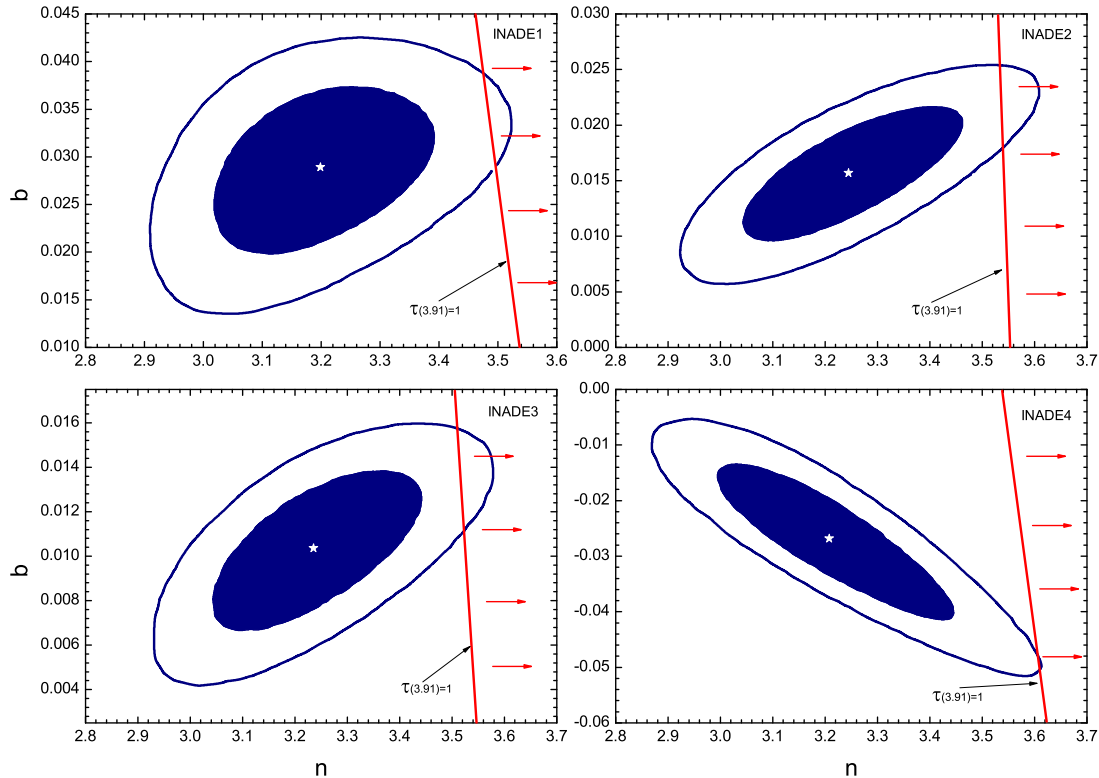 INADE1
0.045
0.040
0.035
0.030
0.025
0.020
0.015
0.010
b
τ(3.91)=1
2.8 2.9 3.0 3.1 3.2 3.3 3.4 3.5 3.6
INADE2
0.030
0.025
0.020
0.015
0.010
0.005
0.000
τ(3.91)=1
2.8 2.9 3.0 3.1 3.2 3.3 3.4 3.5 3.6 3.7
INADE3
0.016
0.014
0.012
0.010
0.008
0.006
0.004
b
τ(3.91)=1
2.8 2.9 3.0 3.1 3.2 3.3 3.4 3.5 3.6 3.7
n
INADE4
0.00
-0.01
-0.02
-0.03
-0.04
-0.05
-0.06
τ(3.91)=1
2.8 2.9 3.0 3.1 3.2 3.3 3.4 3.5 3.6 3.7
n